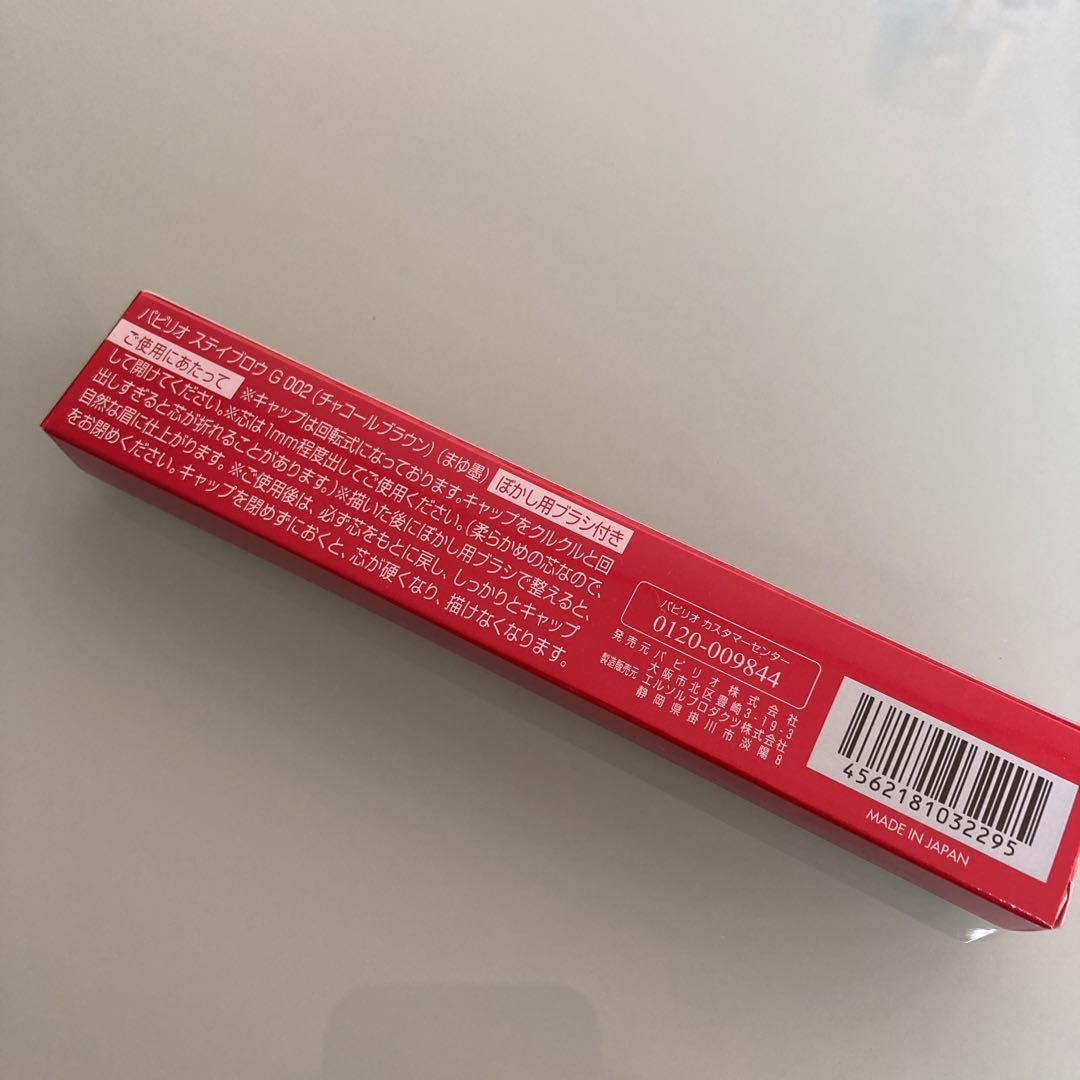 パピリオ ステイブロウ G 002 (チャコールブラウン) (まゆ墨) ぼかし用ブラシ付き
ご使用にあたって ※キャップは回転式になっております。キャップをクルクルと回
して開けてください。※芯は1mm程度出してご使用ください。(柔らかめの芯なので、
出しすぎると芯が折れることがあります。)※描いた後にぼかし用ブラシで整えると、
自然な眉に仕上がります。※ご使用後は、必ず芯をもとに戻し、しっかりとキャップ
をお閉めください。キャップを閉めずにおくと、芯が硬くなり、描けなくなります。
パピリオ カスタマーセンター
0120-009844
発売元 パピリオ株式会社
大阪市北区豊崎3-19-3
製造販売元 エルソルプロダクツ株式会社
静岡県掛川市淡陽8
4562181032295
MADE IN JAPAN